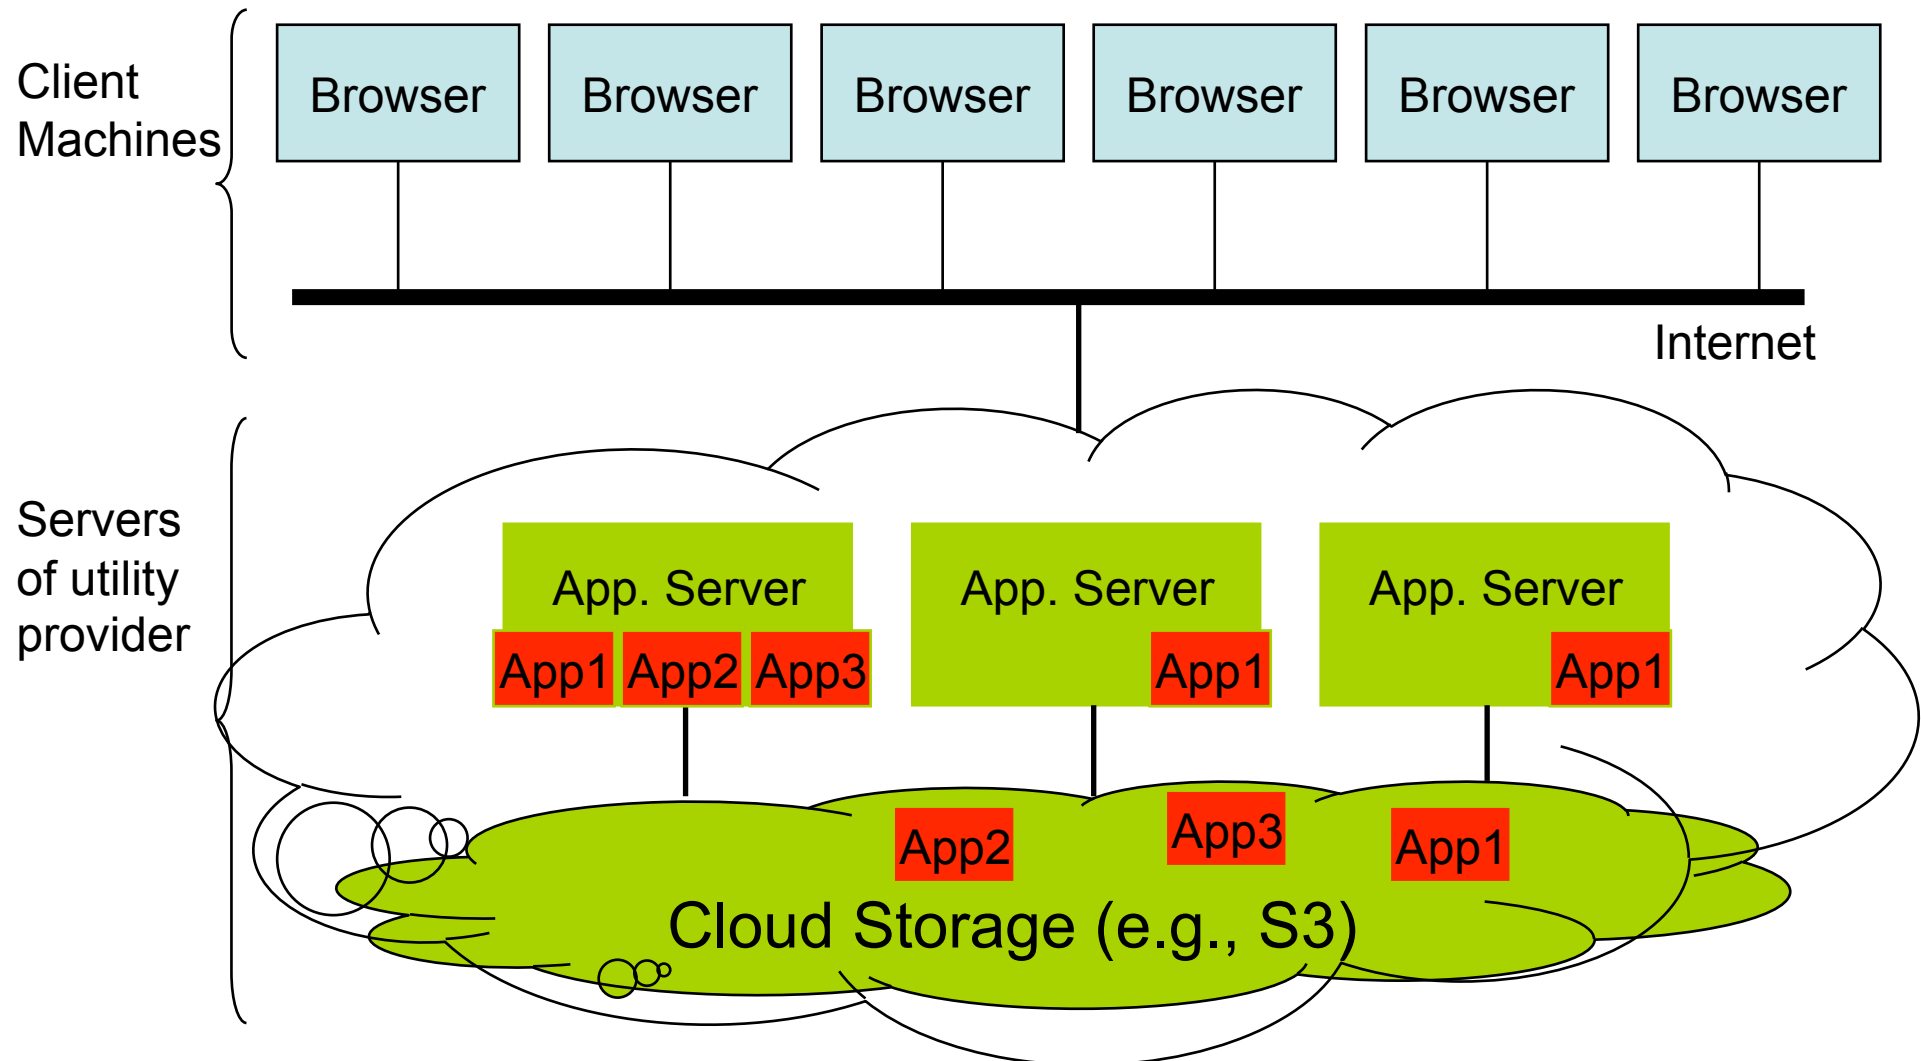 Client
Machines
Browser
Browser
Browser
Browser
Browser
Browser
Internet
Servers
of utility
provider
App. Server
App. Server
App. Server
App1
App2
App3
App1
App1
App2
App3
App1
Cloud Storage (e.g., S3)